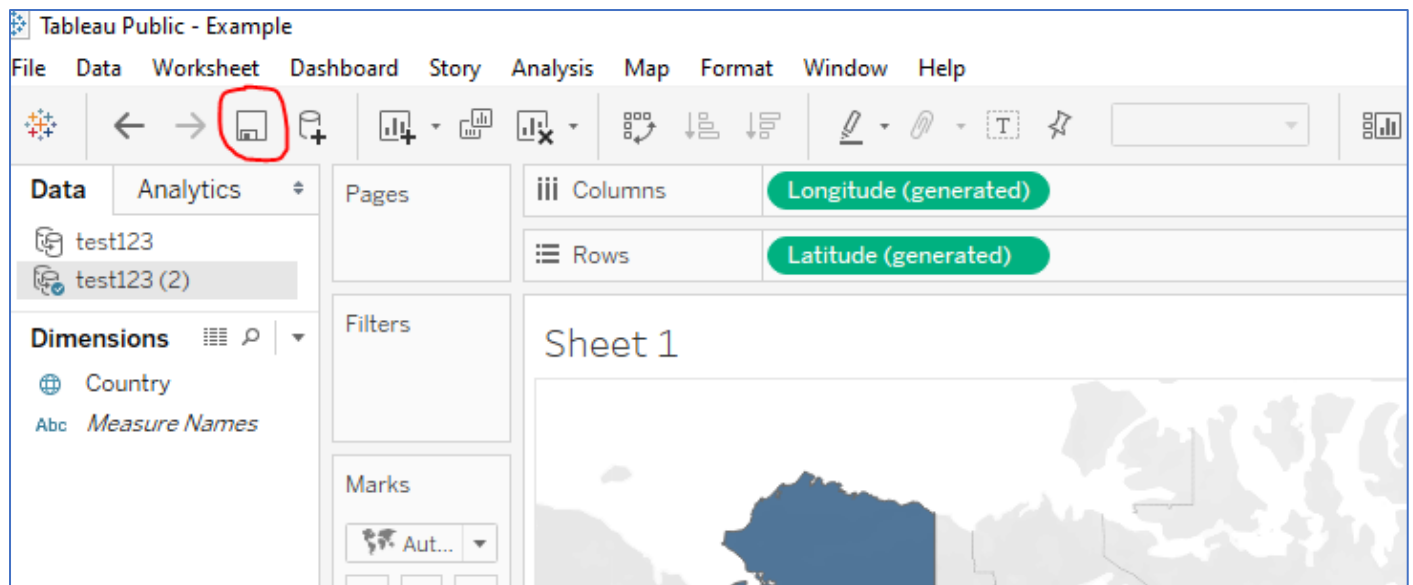 Tableau Public - Example
File Data Worksheet Dashboard Story Analysis Map Format Window Help
T
Data Analytics
test123
test123 (2)
Dimensions
Country
Abc Measure Names
Pages
Filters
Marks
Aut...
Columns Longitude (generated)
Rows Latitude (generated)
Sheet 1